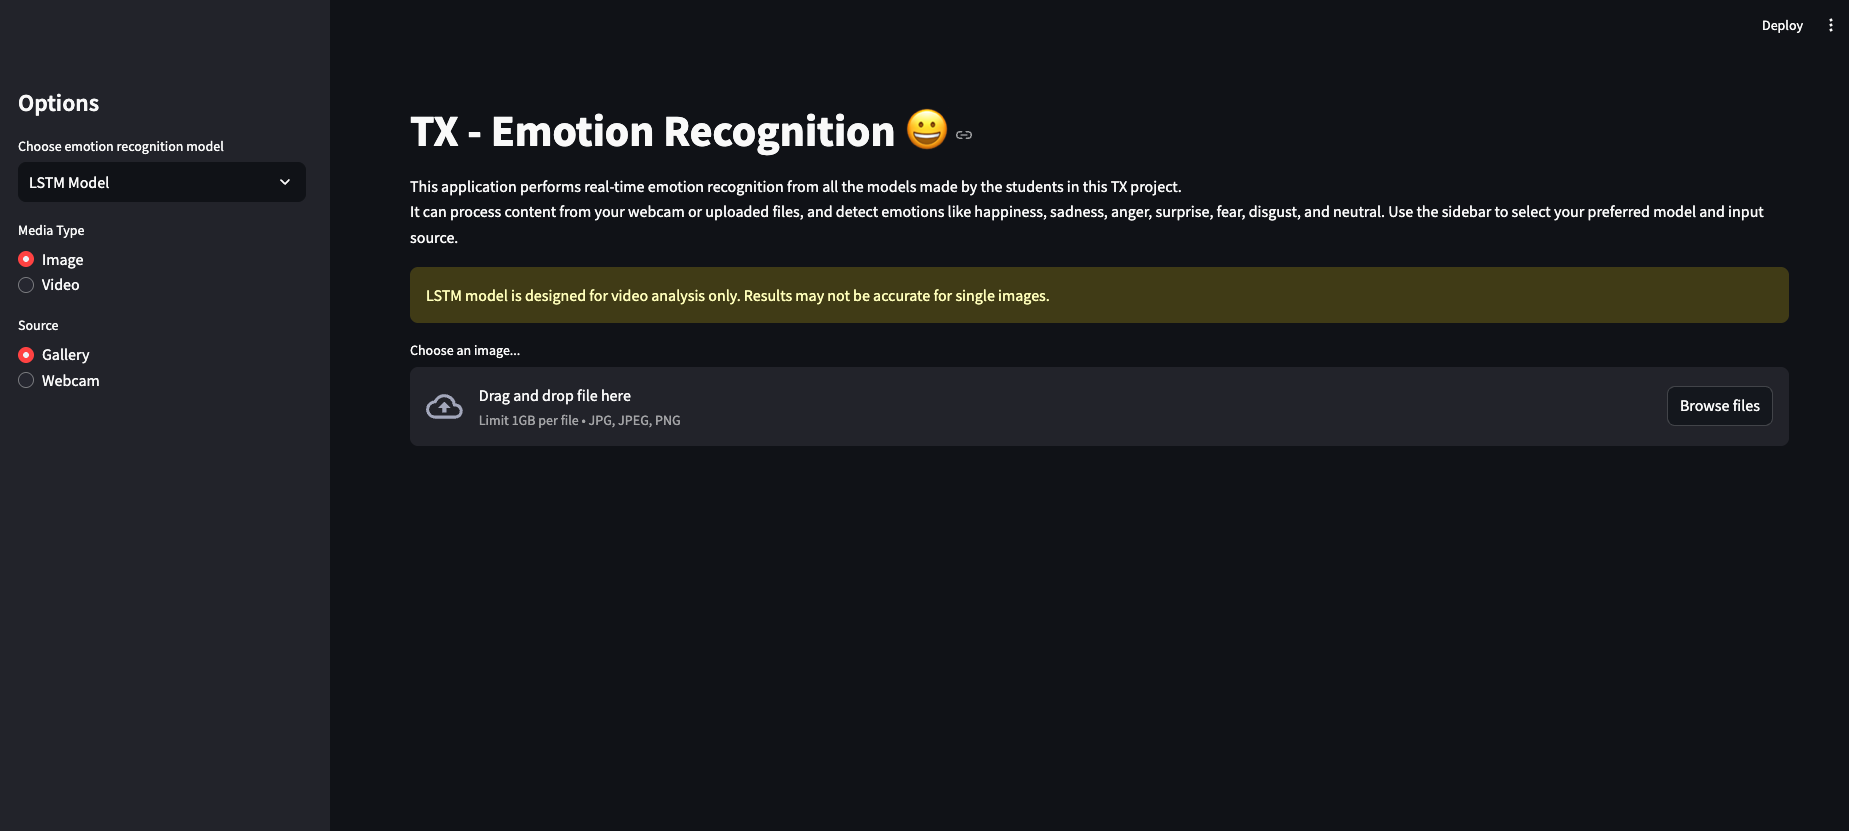 Deploy
Options
Choose emotion recognition model
LSTM Model
Media Type
Image
Video
Source
Gallery
Webcam
TX - Emotion Recognition 😀
This application performs real-time emotion recognition from all the models made by the students in this TX project.
It can process content from your webcam or uploaded files, and detect emotions like happiness, sadness, anger, surprise, fear, disgust, and neutral. Use the sidebar to select your preferred model and input
source.
LSTM model is designed for video analysis only. Results may not be accurate for single images.
Choose an image...
Drag and drop file here
Limit 1GB per file • JPG, JPEG, PNG
Browse files